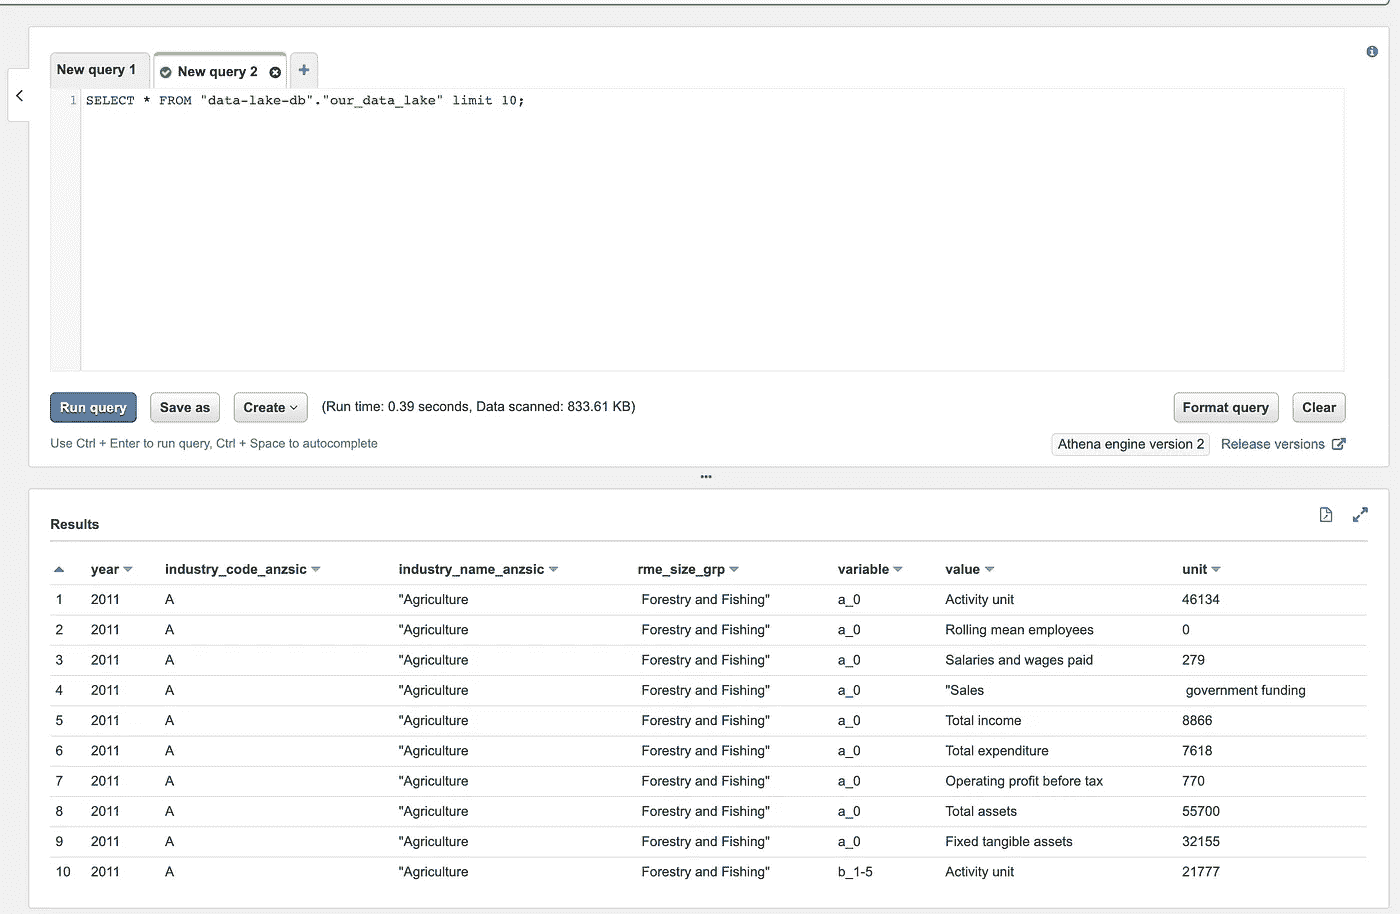 New query 1 New query 2 +
1 SELECT * FROM "data-lake-db"."our_data_lake" limit 10;
Run query Save as Create (Run time: 0.39 seconds, Data scanned: 833.61 KB) Format query Clear
Use Ctrl + Enter to run query, Ctrl + Space to autocomplete Athena engine version 2 Release versions
Results
year industry_code_anzsic industry_name_anzsic rme_size_grp variable value unit
1 2011 A "Agriculture Forestry and Fishing" a_0 Activity unit 46134
2 2011 A "Agriculture Forestry and Fishing" a_0 Rolling mean employees 0
3 2011 A "Agriculture Forestry and Fishing" a_0 Salaries and wages paid 279
4 2011 A "Agriculture Forestry and Fishing" a_0 "Sales government funding
5 2011 A "Agriculture Forestry and Fishing" a_0 Total income 8866
6 2011 A "Agriculture Forestry and Fishing" a_0 Total expenditure 7618
7 2011 A "Agriculture Forestry and Fishing" a_0 Operating profit before tax 770
8 2011 A "Agriculture Forestry and Fishing" a_0 Total assets 55700
9 2011 A "Agriculture Forestry and Fishing" a_0 Fixed tangible assets 32155
10 2011 A "Agriculture Forestry and Fishing" b_1-5 Activity unit 21777